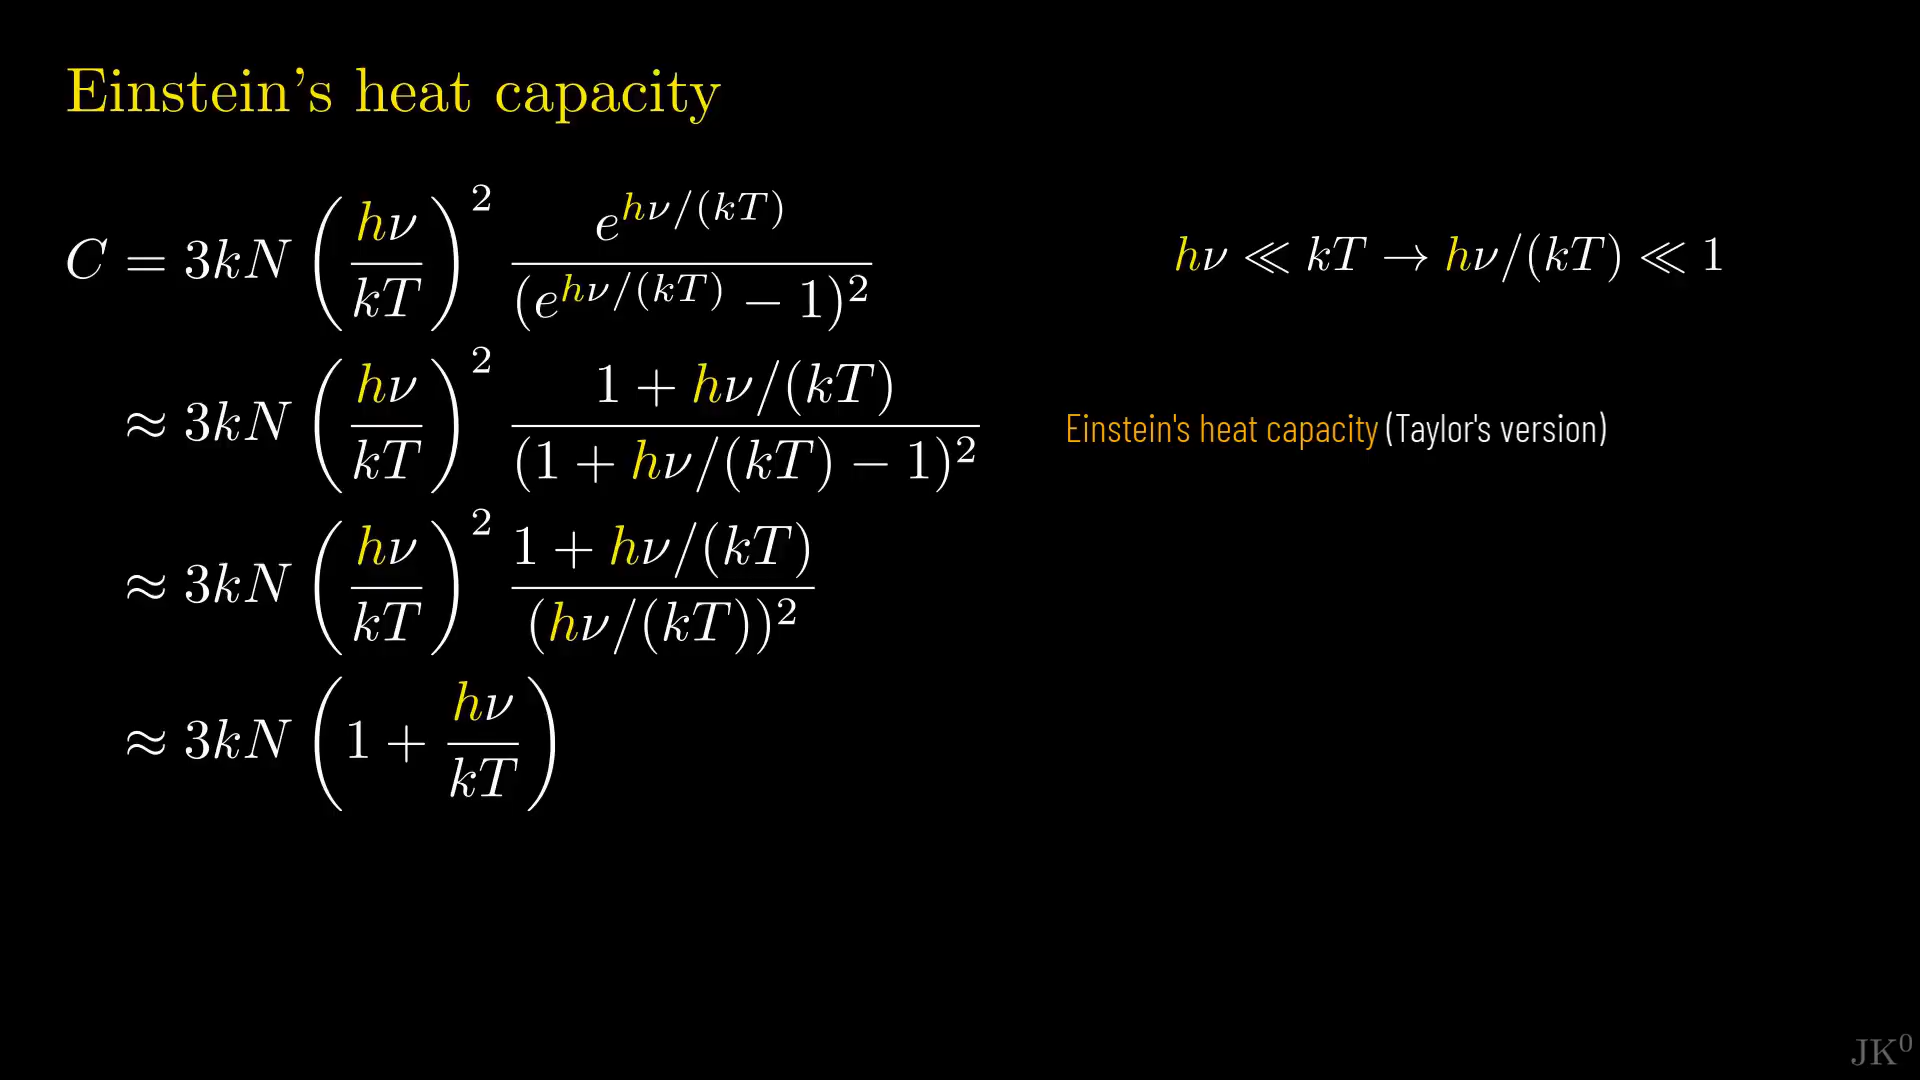 Einstein's heat capacity
C = 3kN (hν/kT)² e^{hν/(kT)} / (e^{hν/(kT)} − 1)²
hν ≪ kT → hν/(kT) ≪ 1
≈ 3kN (hν/kT)² (1 + hν/(kT)) / (1 + hν/(kT) − 1)²
Einstein's heat capacity (Taylor's version)
≈ 3kN (hν/kT)² (1 + hν/(kT)) / (hν/(kT))²
≈ 3kN (1 + hν/kT)
JK⁰